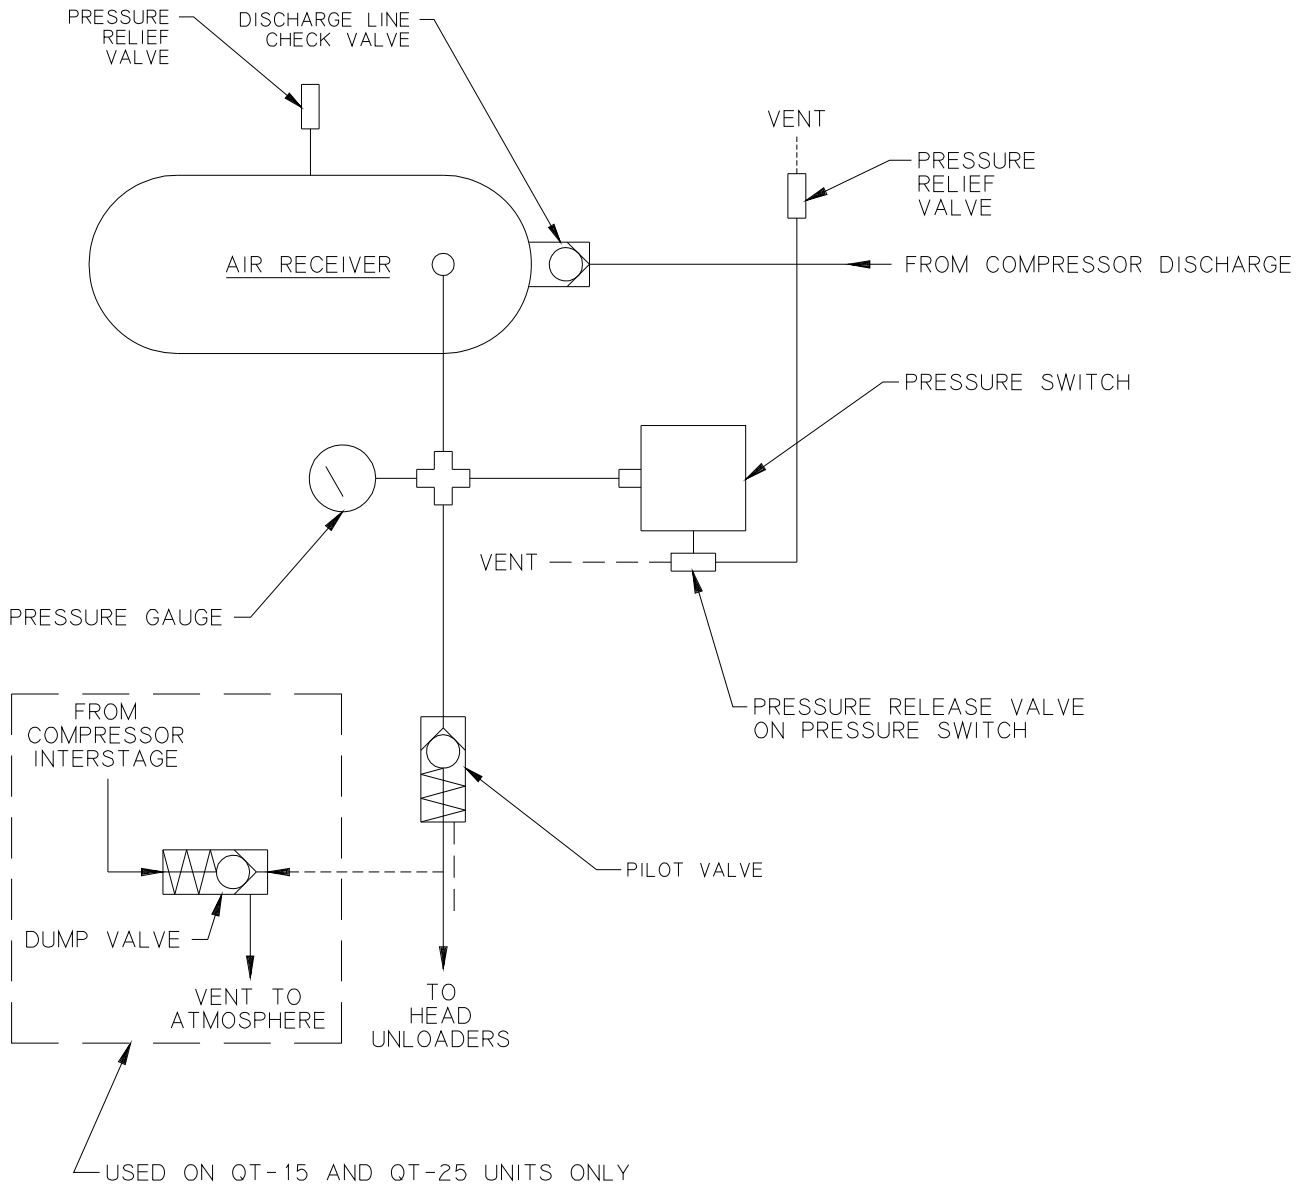 PRESSURE
RELIEF
VALVE
DISCHARGE LINE
CHECK VALVE
VENT
PRESSURE
RELIEF
VALVE
AIR RECEIVER
FROM COMPRESSOR DISCHARGE
PRESSURE SWITCH
VENT
PRESSURE GAUGE
PRESSURE RELEASE VALVE
ON PRESSURE SWITCH
FROM
COMPRESSOR
INTERSTAGE
PILOT VALVE
DUMP VALVE
VENT TO
ATMOSPHERE
TO
HEAD
UNLOADERS
USED ON QT-15 AND QT-25 UNITS ONLY